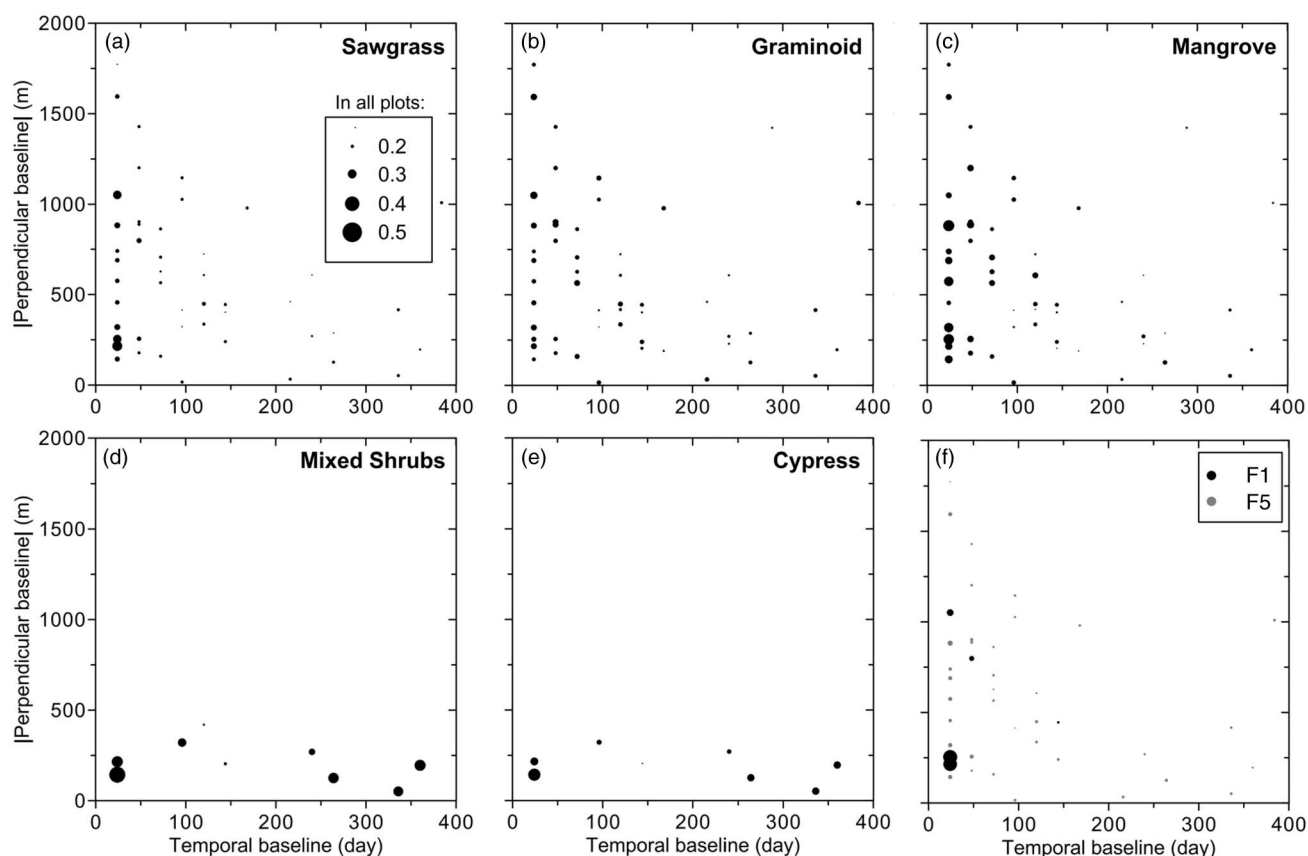 (a) Sawgrass
(b) Graminoid
(c) Mangrove
In all plots:
0.2
0.3
0.4
0.5
|Perpendicular baseline| (m)
2000
1500
1000
500
0
0 100 200 300 400
0 100 200 300 400
0 100 200 300 400
(d) Mixed Shrubs
(e) Cypress
(f)
F1
F5
|Perpendicular baseline| (m)
2000
1500
1000
500
0
0 100 200 300 400
0 100 200 300 400
0 100 200 300 400
Temporal baseline (day)
Temporal baseline (day)
Temporal baseline (day)